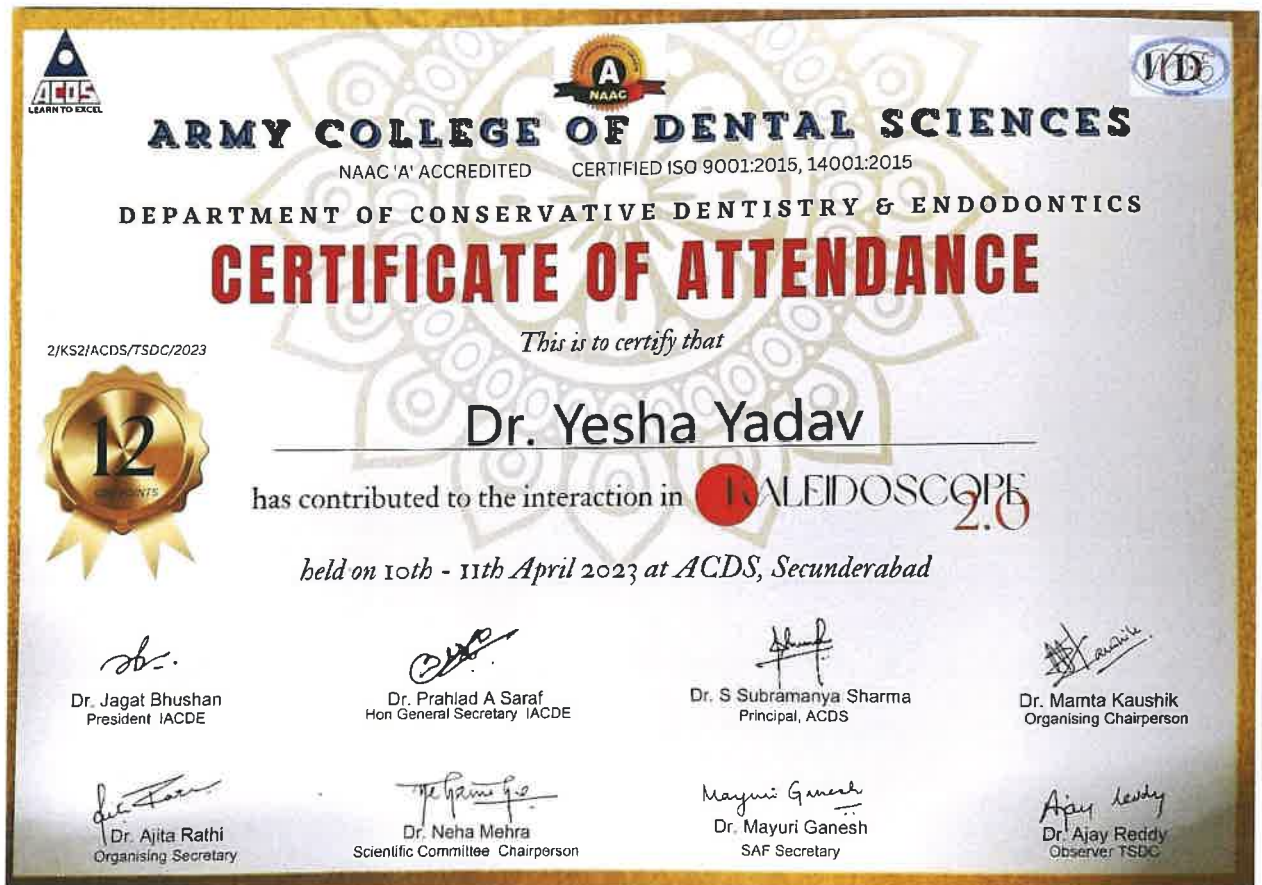 ACDS
LEARN TO EXCEL
A
NAAC
ARMY COLLEGE OF DENTAL SCIENCES
NAAC 'A' ACCREDITED CERTIFIED ISO 9001:2015, 14001:2015
DEPARTMENT OF CONSERVATIVE DENTISTRY & ENDODONTICS
CERTIFICATE OF ATTENDANCE
This is to certify that
2/KS2/ACDS/TSDC/2023
12
POINTS
Dr. Yesha Yadav
has contributed to the interaction in KALEIDOSCOPE 2.0
held on 10th - 11th April 2023 at ACDS, Secunderabad
Dr. Jagat Bhushan
President IACDE
Dr. Prahlad A Saraf
Hon General Secretary IACDE
Dr. S Subramanya Sharma
Principal, ACDS
Kaushik
Dr. Mamta Kaushik
Organising Chairperson
Dr. Ajita Rathi
Organising Secretary
Dr. Neha Mehra
Scientific Committee Chairperson
Mayuri Ganesh
Dr. Mayuri Ganesh
SAF Secretary
Ajay Reddy
Dr. Ajay Reddy
Observer TSDC